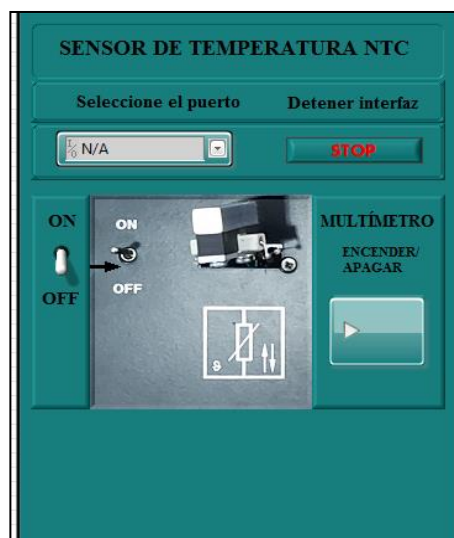 SENSOR DE TEMPERATURA NTC
Seleccione el puerto
Detener interfaz
I/O N/A
STOP
ON
OFF
ON
OFF
ϑ
MULTÍMETRO
ENCENDER/
APAGAR